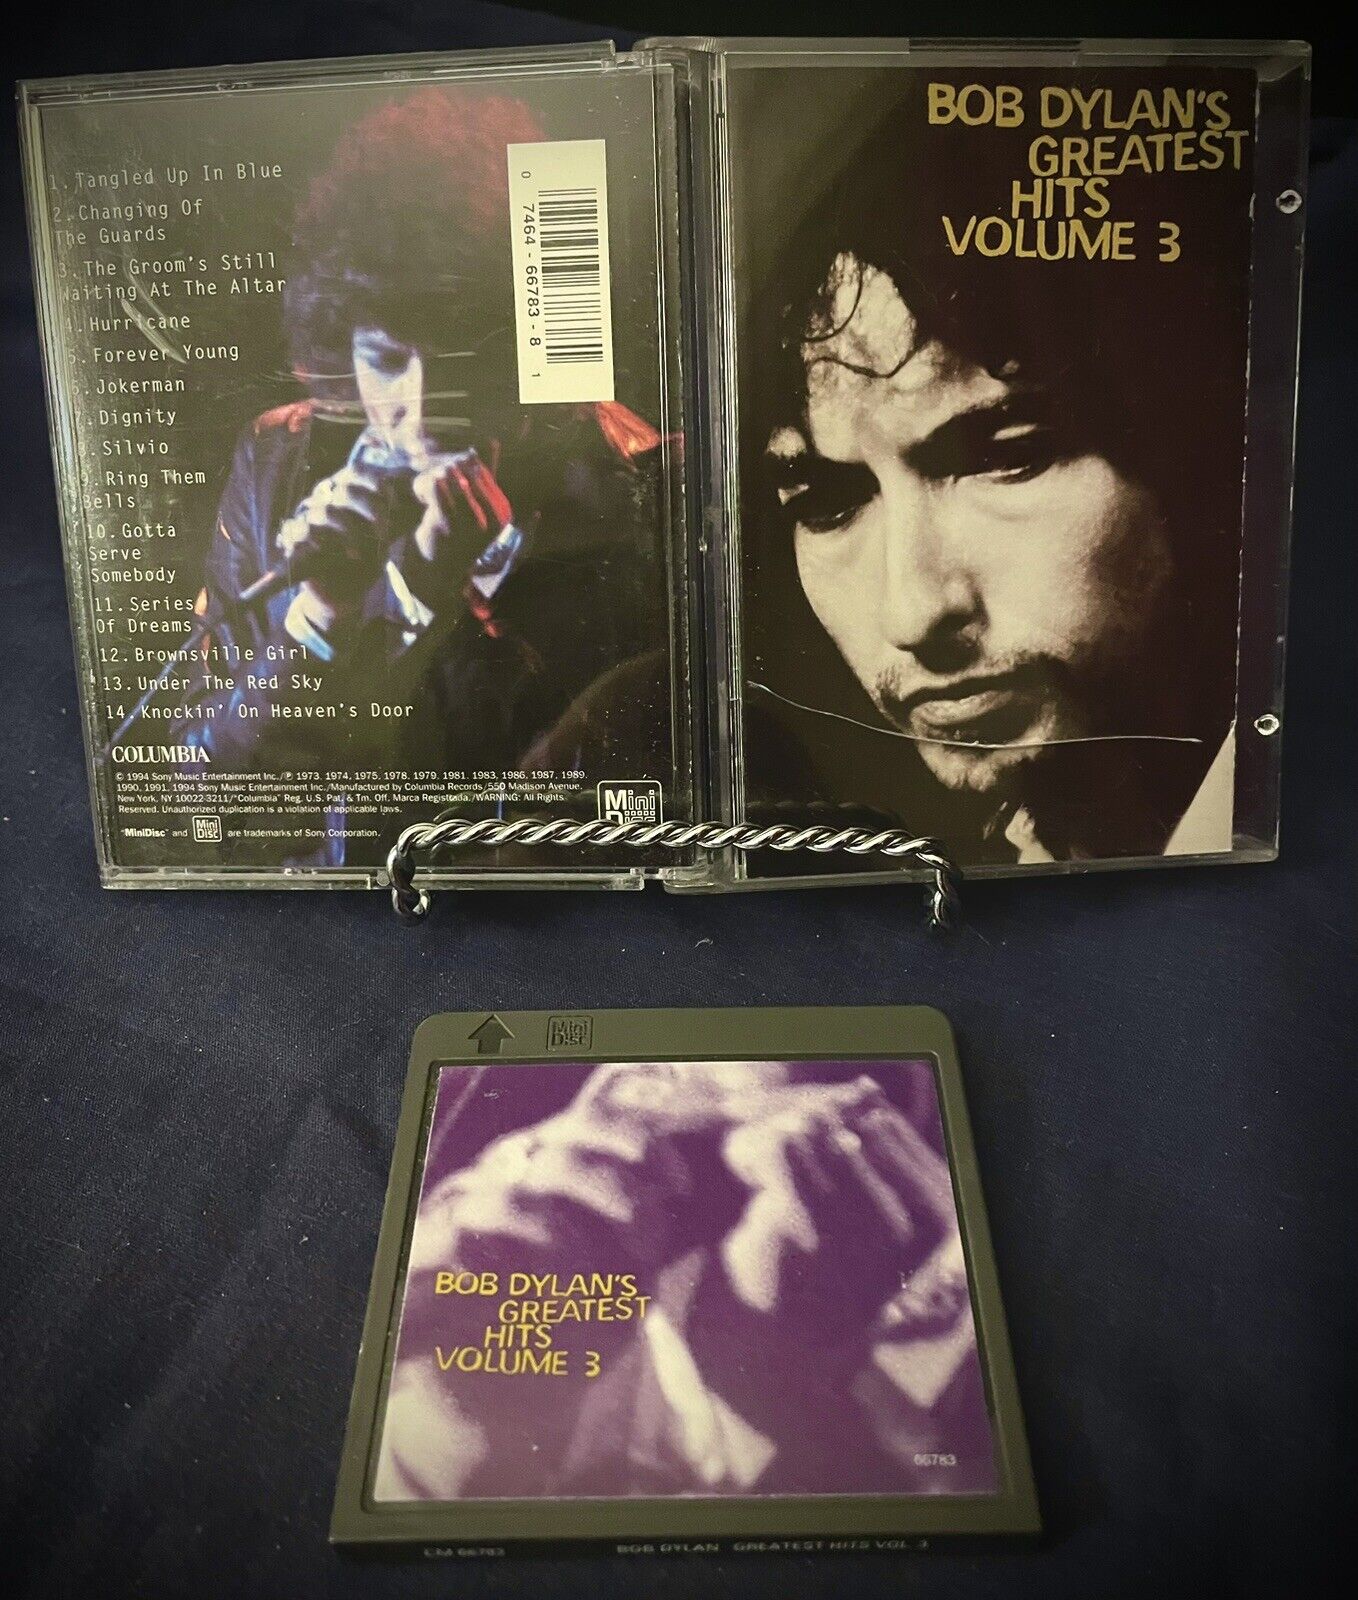 1. Tangled Up In Blue
2. Changing Of
The Guards
3. The Groom's Still
Waiting At The Altar
4. Hurricane
5. Forever Young
6. Jokerman
7. Dignity
8. Silvio
9. Ring Them
Bells
10. Gotta
Serve
Somebody
11. Series
Of Dreams
12. Brownsville Girl
13. Under The Red Sky
14. Knockin' On Heaven's Door
COLUMBIA
© 1994 Sony Music Entertainment Inc./℗ 1973, 1974, 1975, 1978, 1979, 1981, 1983, 1986, 1987, 1989,
1990, 1991, 1994 Sony Music Entertainment Inc./Manufactured by Columbia Records/550 Madison Avenue,
New York, NY 10022-3211/"Columbia" Reg. U.S. Pat. & Tm. Off. Marca Registrada./WARNING: All Rights
Reserved. Unauthorized duplication is a violation of applicable laws.
"MiniDisc" and Mini Disc are trademarks of Sony Corporation.
Mini
Disc
0 7464-66783-8 1
BOB DYLAN'S
GREATEST
HITS
VOLUME 3
Mini
Disc
BOB DYLAN'S
GREATEST
HITS
VOLUME 3
66783
CM 66783 BOB DYLAN GREATEST HITS VOL. 3